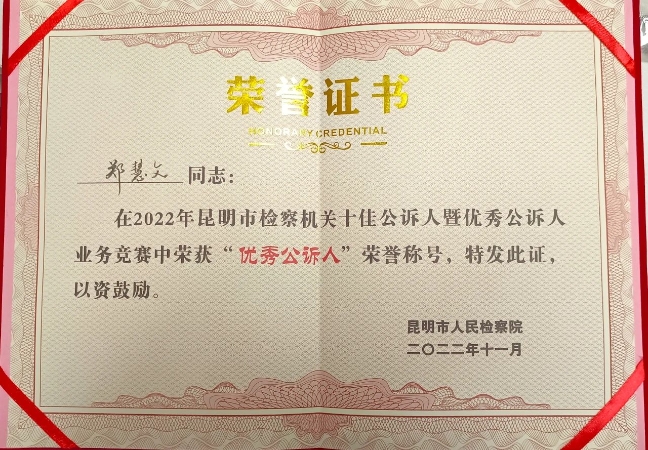 荣誉证书
HONORARY CREDENTIAL
郑慧文 同志：
在2022年昆明市检察机关十佳公诉人暨优秀公诉人
业务竞赛中荣获“优秀公诉人”荣誉称号，特发此证，
以资鼓励。
昆明市人民检察院
二〇二二年十一月